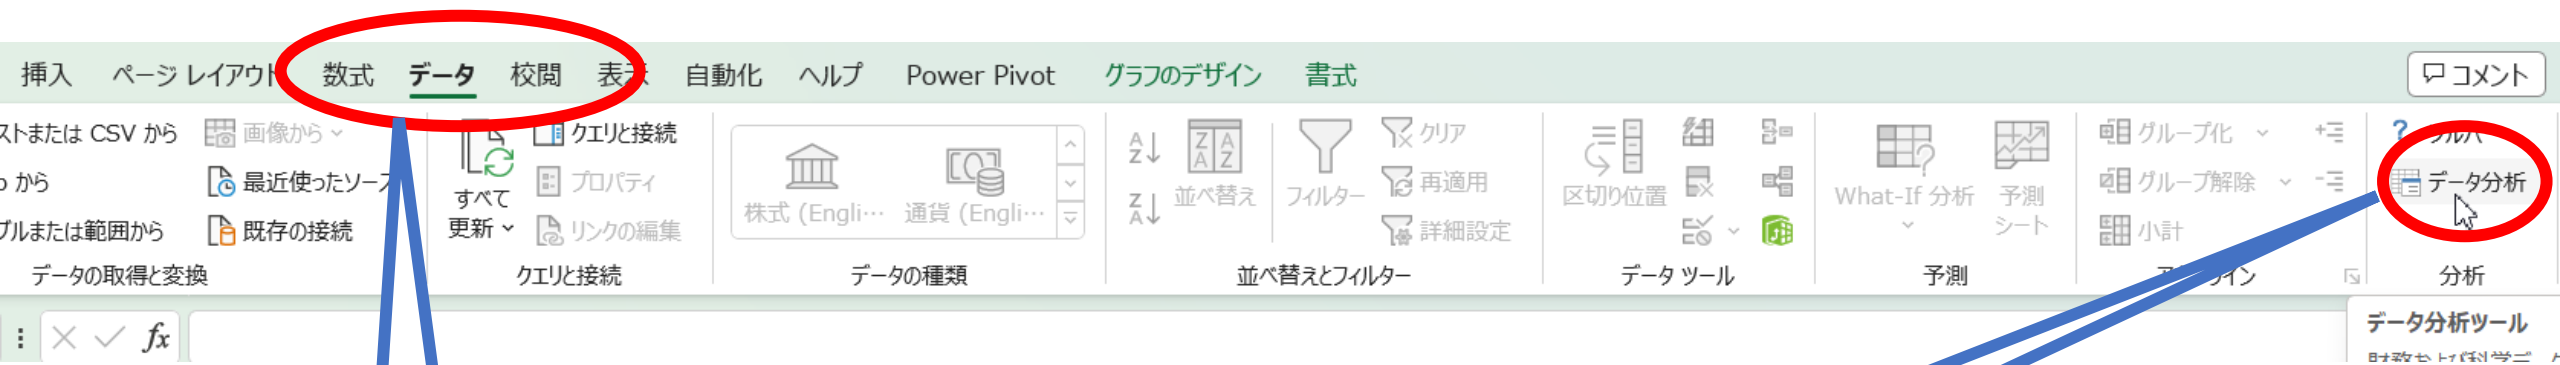 挿入 ページ レイアウト 数式 データ 校閲 表示 自動化 ヘルプ Power Pivot グラフのデザイン 書式 コメント
ストまたは CSV から 画像から クエリと接続 クリア グループ化
から 最近使ったソース プロパティ 再適用 グループ解除 データ分析
ブルまたは範囲から 既存の接続 すべて更新 リンクの編集 株式 (Engli… 通貨 (Engli… 並べ替え フィルター 詳細設定 区切り位置 What-If 分析 予測シート 小計
データの取得と変換 クエリと接続 データの種類 並べ替えとフィルター データ ツール 予測 分析
fx
データ分析ツール